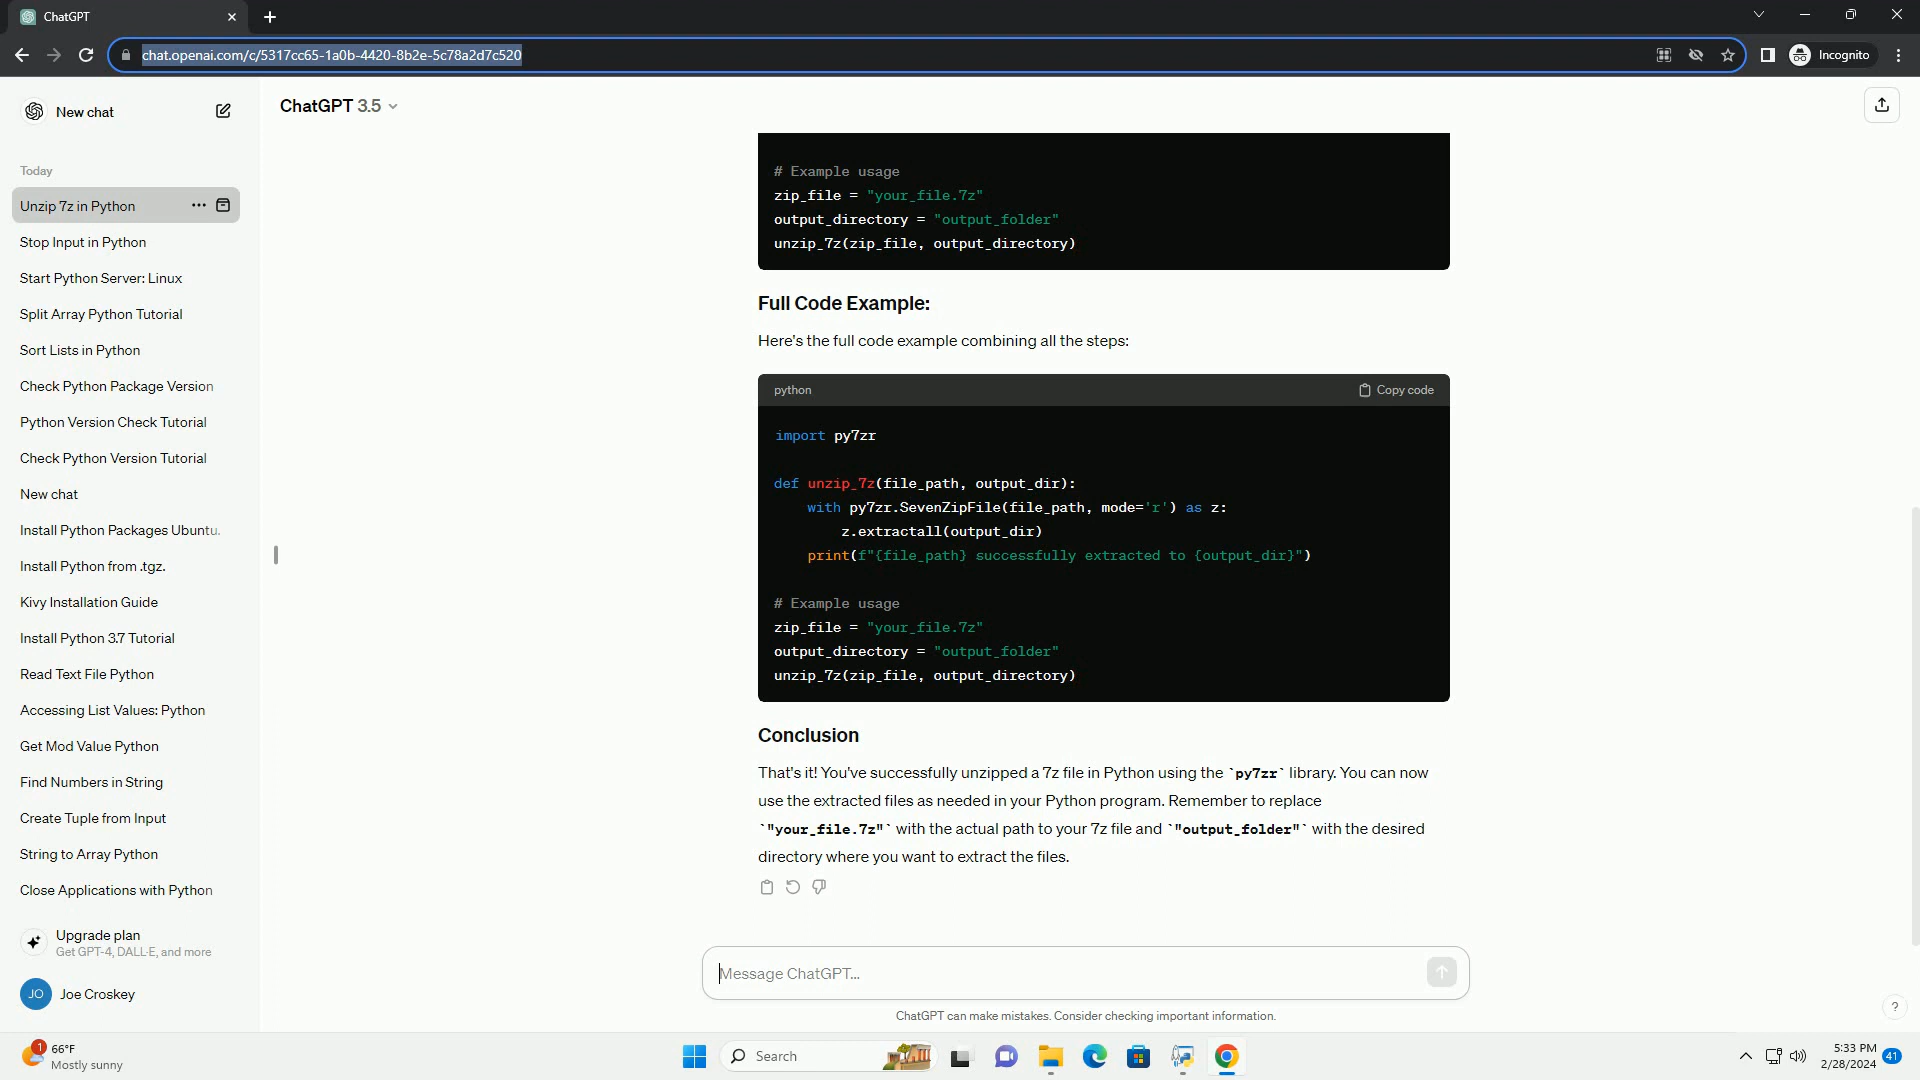 ChatGPT
chat.openai.com/c/5317cc65-1a0b-4420-8b2e-5c78a2d7c520
Incognito
New chat
ChatGPT 3.5
Today
Unzip 7z in Python
Stop Input in Python
Start Python Server: Linux
Split Array Python Tutorial
Sort Lists in Python
Check Python Package Version
Python Version Check Tutorial
Check Python Version Tutorial
New chat
Install Python Packages Ubuntu.
Install Python from .tgz.
Kivy Installation Guide
Install Python 3.7 Tutorial
Read Text File Python
Accessing List Values: Python
Get Mod Value Python
Find Numbers in String
Create Tuple from Input
String to Array Python
Close Applications with Python
Upgrade plan
Get GPT-4, DALL·E, and more
JO Joe Croskey
# Example usage
zip_file = "your_file.7z"
output_directory = "output_folder"
unzip_7z(zip_file, output_directory)
Full Code Example:
Here's the full code example combining all the steps:
python Copy code
import py7zr
def unzip_7z(file_path, output_dir):
with py7zr.SevenZipFile(file_path, mode='r') as z:
z.extractall(output_dir)
print(f"{file_path} successfully extracted to {output_dir}")
# Example usage
zip_file = "your_file.7z"
output_directory = "output_folder"
unzip_7z(zip_file, output_directory)
Conclusion
That's it! You've successfully unzipped a 7z file in Python using the `py7zr` library. You can now
use the extracted files as needed in your Python program. Remember to replace
`"your_file.7z"` with the actual path to your 7z file and `"output_folder"` with the desired
directory where you want to extract the files.
Message ChatGPT...
ChatGPT can make mistakes. Consider checking important information.
?
1
66°F
Mostly sunny
Search
5:33 PM
2/28/2024
41